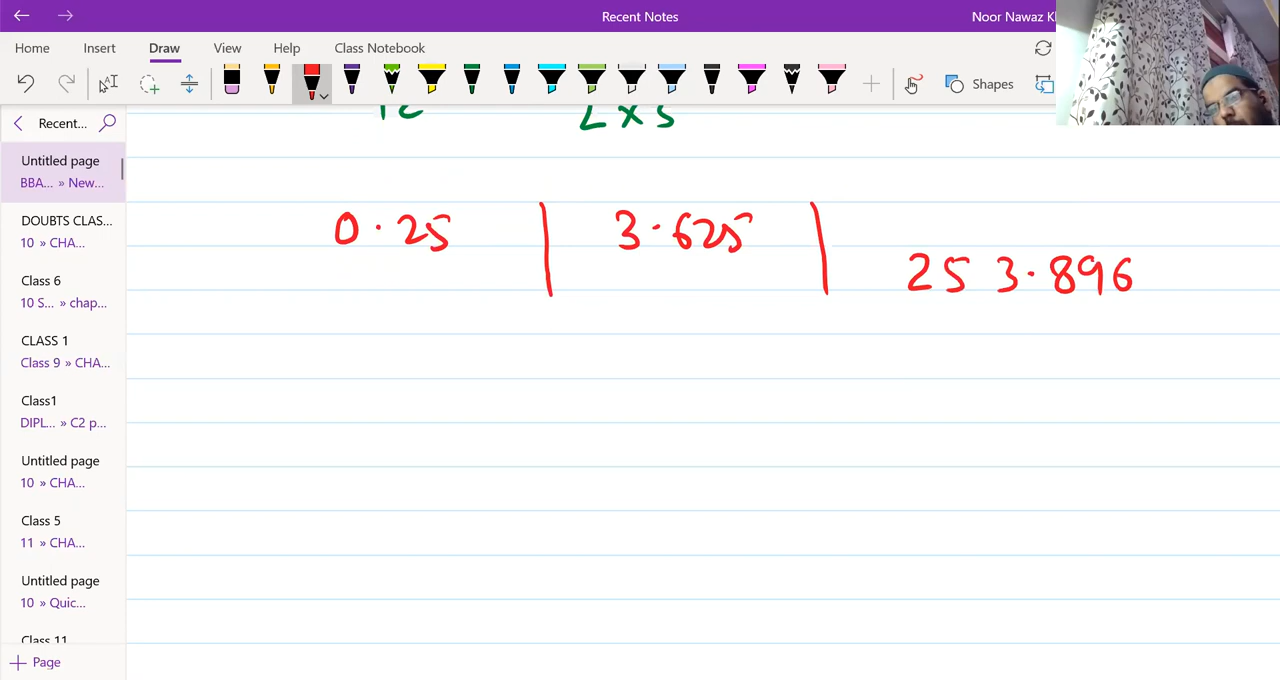 Recent Notes
Noor Nawaz Kh
Home Insert Draw View Help Class Notebook
Shapes
Recent...
Untitled page
BBA... » New...
DOUBTS CLAS...
10 » CHA...
Class 6
10 S... » chap...
CLASS 1
Class 9 » CHA...
Class1
DIPL... » C2 p...
Untitled page
10 » CHA...
Class 5
11 » CHA...
Untitled page
10 » Quic...
Class 11
+ Page
2 x 5
0.25 | 3.625 | 253.896